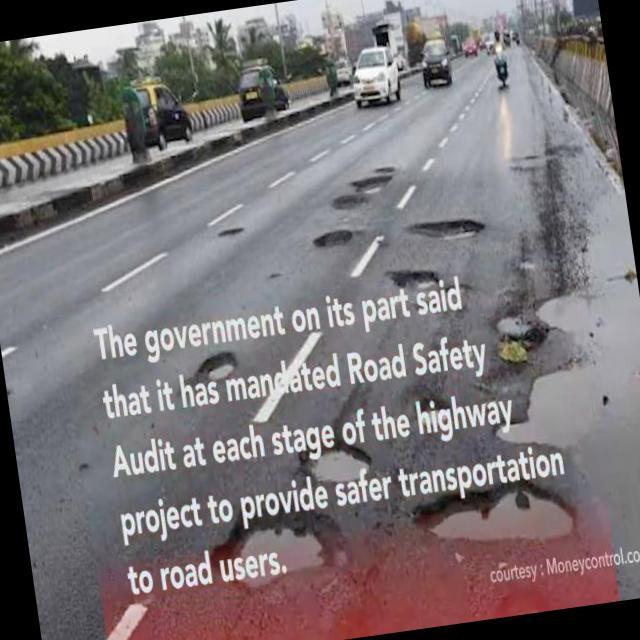 The government on its part said
that it has mandated Road Safety
Audit at each stage of the highway
project to provide safer transportation
to road users.
courtesy : Moneycontrol.co